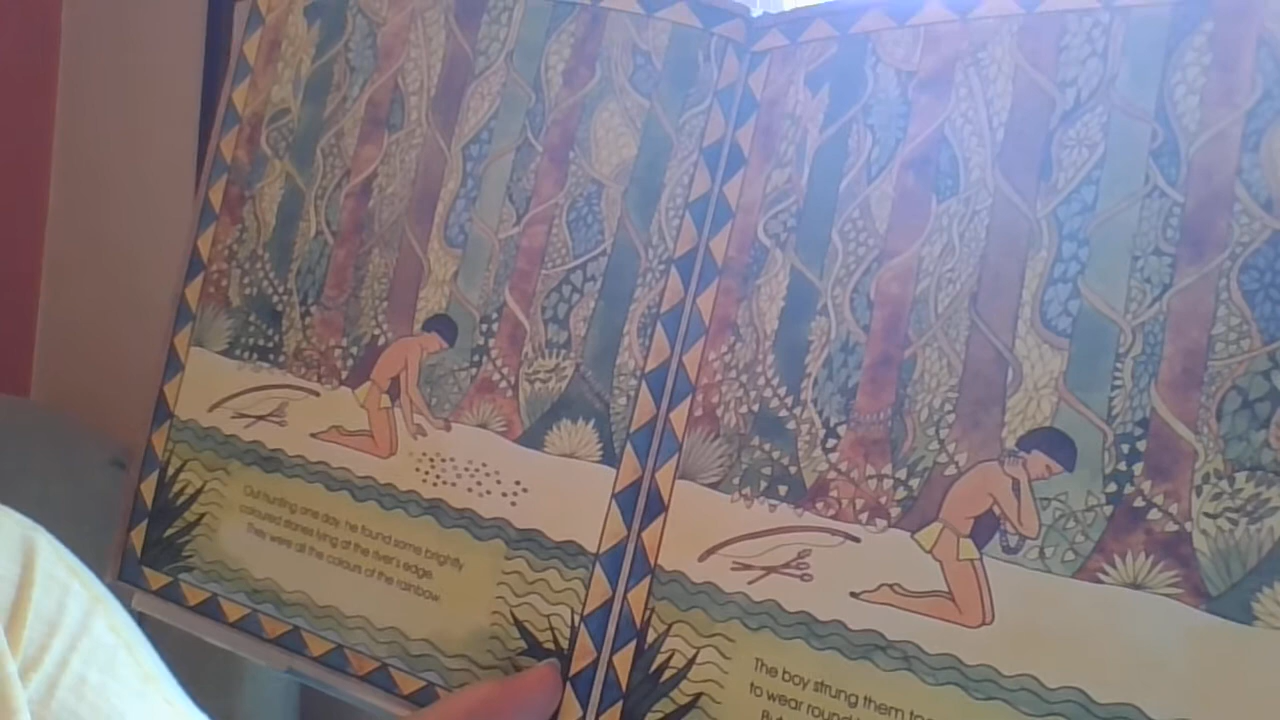 Out hunting one day, he found some brightly
coloured stones lying at the river's edge.
They were all the colours of the rainbow.
The boy strung them
to wear round
But